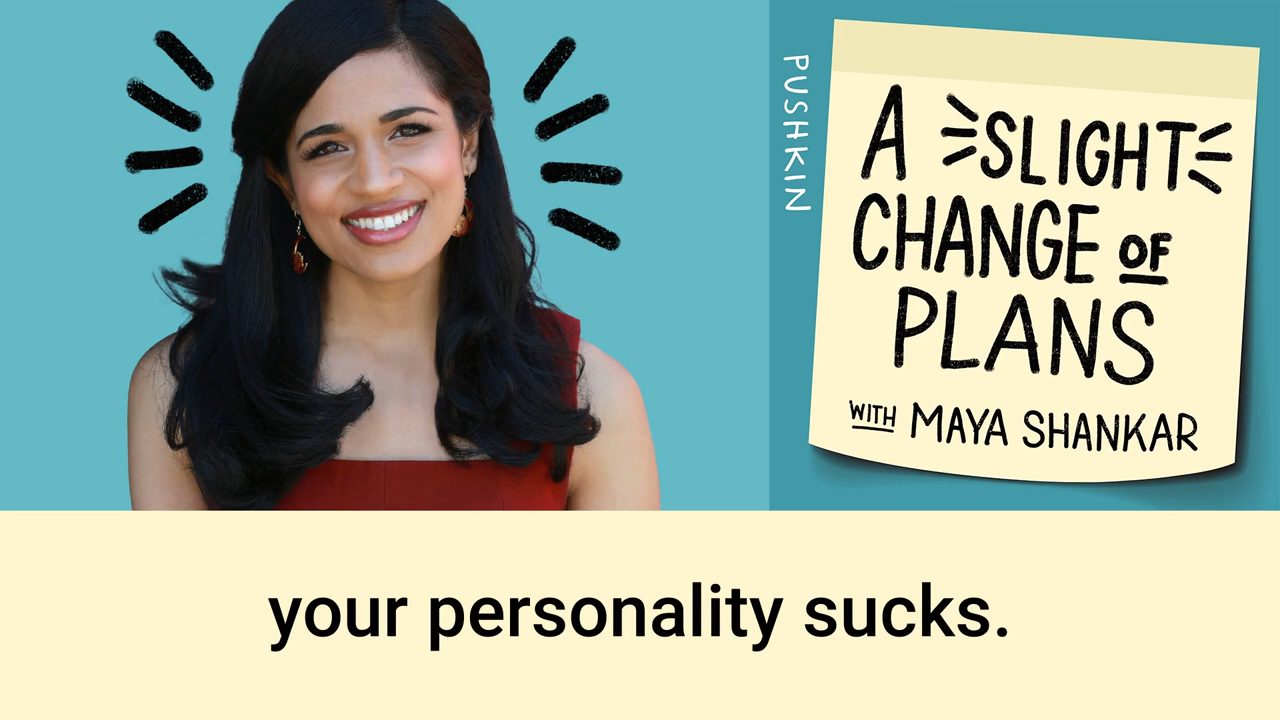 PUSHKIN
A SLIGHT
CHANGE OF
PLANS
WITH MAYA SHANKAR
your personality sucks.